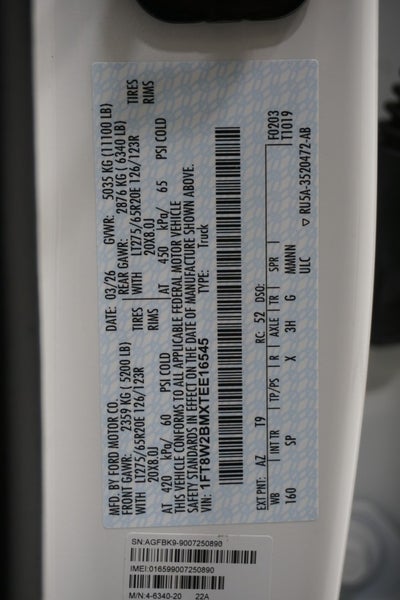 MFD. BY FORD MOTOR CO.
DATE: 03/26 GVWR: 5035 KG (11100 LB)
FRONT GAWR: 2359 KG (5200 LB) REAR GAWR: 2876 KG (6340 LB)
WITH LT275/65R20E 126/123R TIRES WITH LT275/65R20E 126/123R TIRES
20X8.0J RIMS 20X8.0J RIMS
AT 420 kPa/ 60 PSI COLD AT 450 kPa/ 65 PSI COLD
THIS VEHICLE CONFORMS TO ALL APPLICABLE FEDERAL MOTOR VEHICLE
SAFETY STANDARDS IN EFFECT ON THE DATE OF MANUFACTURE SHOWN ABOVE.
VIN: 1FT8W2BMXTEE16545 TYPE: Truck
F0203
T1019
EXT PNT: AZ T9 RC: 52 DSO:
WB INT TR TP/PS R AXLE TR SPR
160 5P X 3H G MMMNN
ULC ▽ RU5A-3520472-AB
SN:AGFBK9-9007250890
IMEI:016599007250890
M/N:4-6340-20 22A